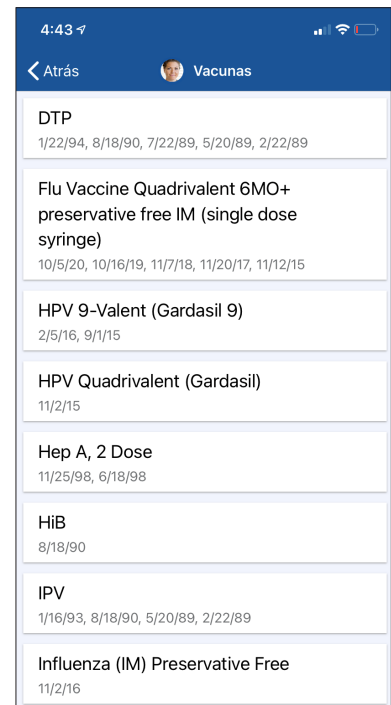 4:43
Atrás
Vacunas
DTP
1/22/94, 8/18/90, 7/22/89, 5/20/89, 2/22/89
Flu Vaccine Quadrivalent 6MO+
preservative free IM (single dose
syringe)
10/5/20, 10/16/19, 11/7/18, 11/20/17, 11/12/15
HPV 9-Valent (Gardasil 9)
2/5/16, 9/1/15
HPV Quadrivalent (Gardasil)
11/2/15
Hep A, 2 Dose
11/25/98, 6/18/98
HiB
8/18/90
IPV
1/16/93, 8/18/90, 5/20/89, 2/22/89
Influenza (IM) Preservative Free
11/2/16